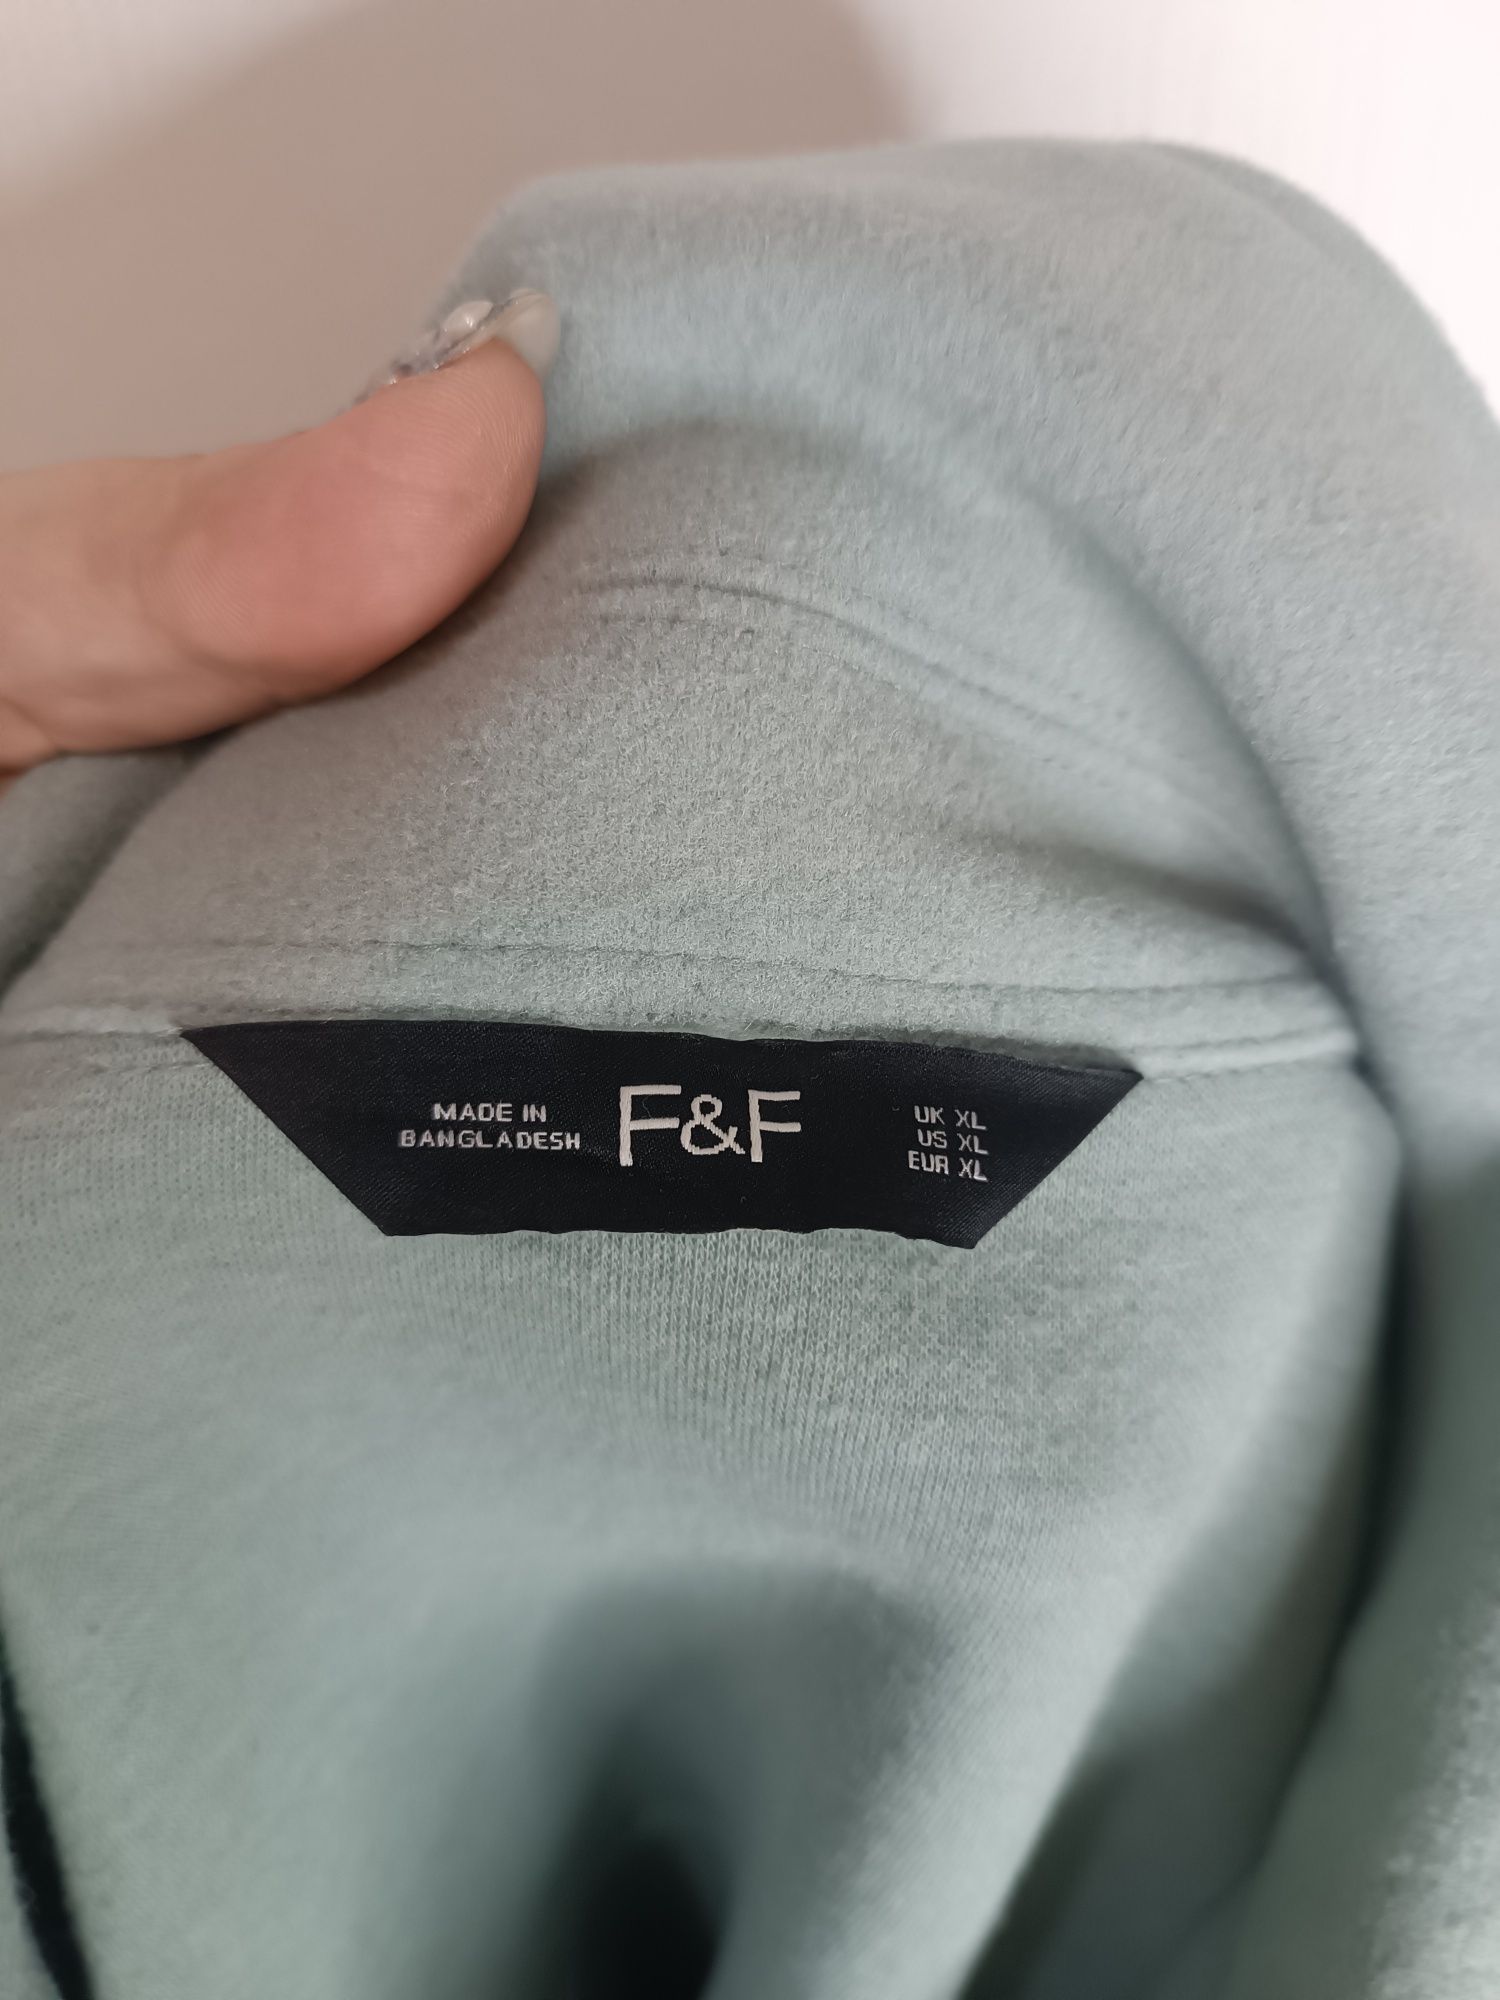 MADE IN
BANGLADESH
F&F
UK XL
US XL
EUR XL